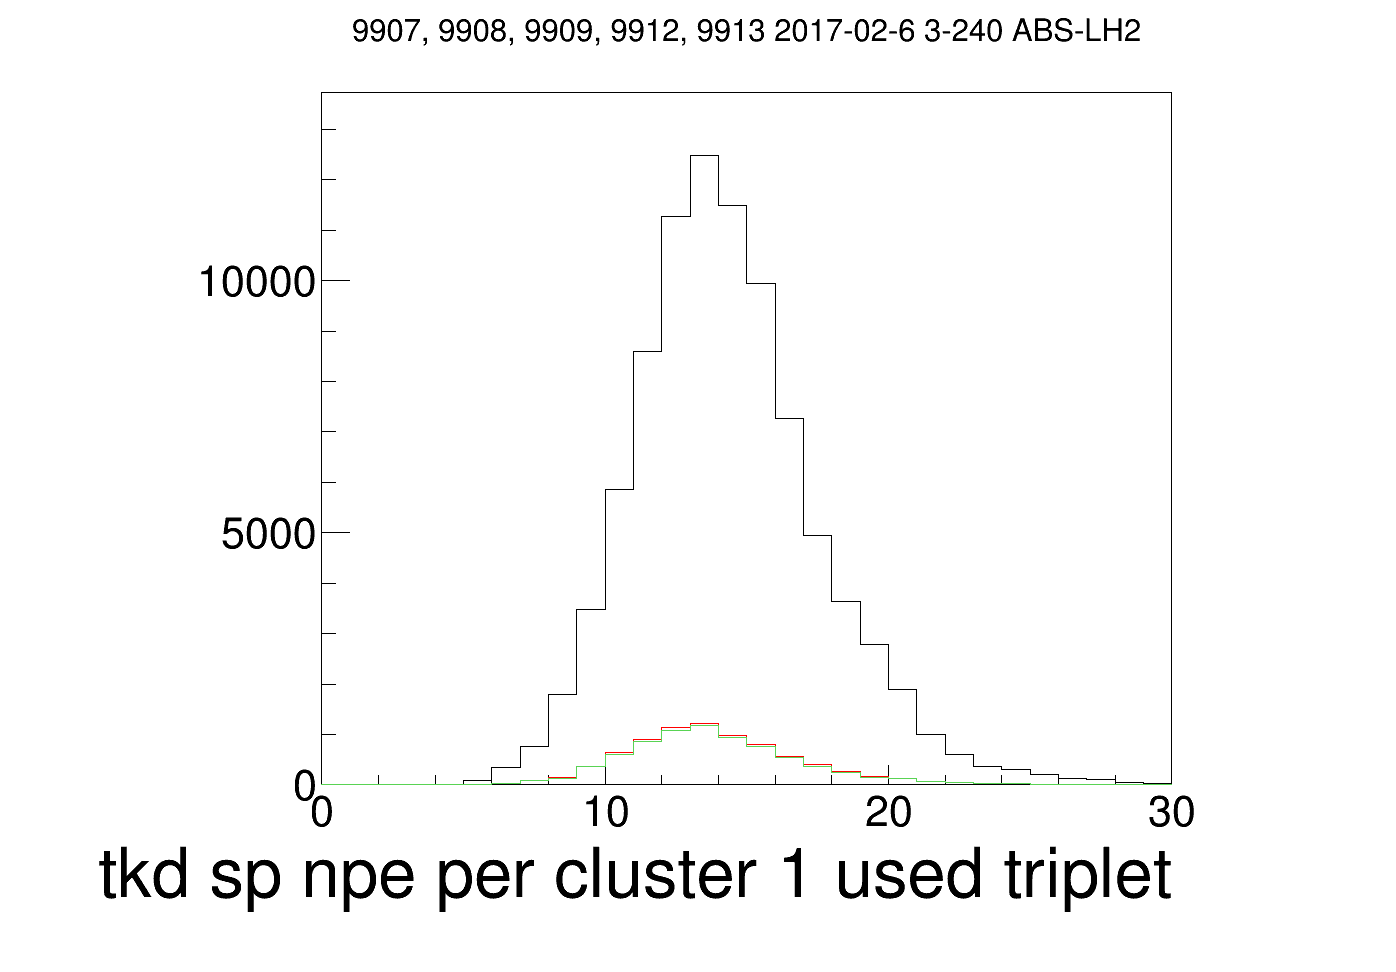 9907, 9908, 9909, 9912, 9913 2017-02-6 3-240 ABS-LH2
10000
5000
0
0 10 20 30
tkd sp npe per cluster 1 used triplet